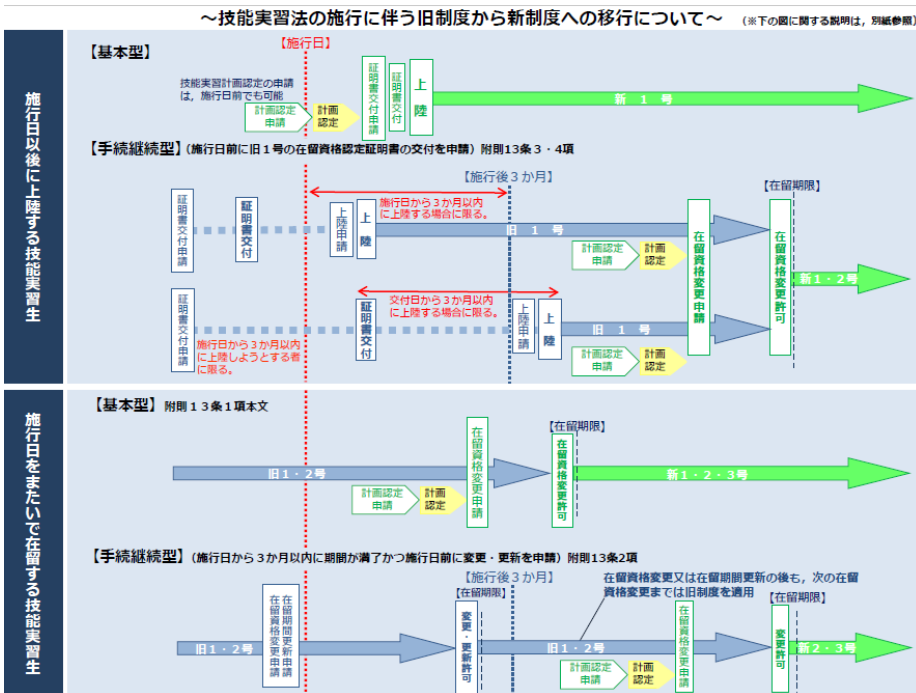 ～技能実習法の施行に伴う旧制度から新制度への移行について～
（※下の図に関する説明は，別紙参照）
施行日以後に上陸する技能実習生
【基本型】
【施行日】
技能実習計画認定の申請
は，施行日前でも可能
計画認定
申請
計画
認定
証明書交付申請
証明書交付
上陸
新　1　号
【手続継続型】（施行日前に旧１号の在留資格認定証明書の交付を申請）附則13条３・４項
【施行後３か月】
【在留期限】
証明書交付申請
証明書交付
上陸申請
上陸
施行日から３か月以内
に上陸する場合に限る。
旧　１　号
計画認定
申請
計画
認定
在留資格変更申請
在留資格変更許可
新１・２号
証明書交付申請
施行日から３か月以内
に上陸しようとする者
に限る。
証明書交付
交付日から３か月以内
に上陸する場合に限る。
上陸申請
上陸
旧　１　号
計画認定
申請
計画
認定
施行日をまたいで在留する技能実習生
【基本型】附則１３条１項本文
【在留期限】
旧１・２号
計画認定
申請
計画
認定
在留資格変更申請
在留資格変更許可
新１・２・３号
【手続継続型】（施行日から３か月以内に期間が満了かつ施行日前に変更・更新を申請）附則13条2項
【施行後３か月】
在留資格変更又は在留期間更新の後も，次の在留
資格変更までは旧制度を適用
【在留期限】
【在留期限】
旧１・２号
在留期間更新申請
在留資格変更申請
変更・更新許可
旧１・２号
計画認定
申請
計画
認定
在留資格変更申請
変更許可
新２・３号